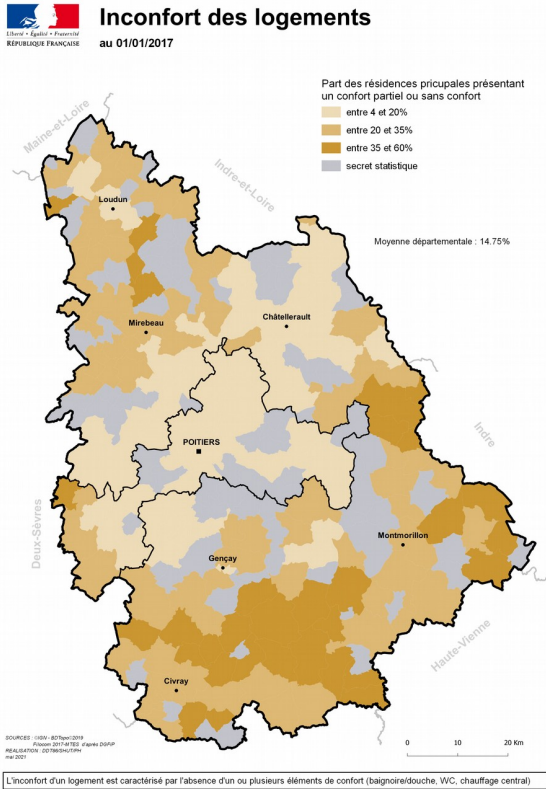 Inconfort des logements
au 01/01/2017
Liberté • Égalité • Fraternité
RÉPUBLIQUE FRANÇAISE
Part des résidences pricupales présentant
un confort partiel ou sans confort
entre 4 et 20%
entre 20 et 35%
entre 35 et 60%
secret statistique
Moyenne départementale : 14.75%
Maine-et-Loire
Indre-et-Loire
Loudun
Châtellerault
Mirebeau
POITIERS
Indre
Deux-Sèvres
Montmorillon
Gençay
Haute-Vienne
Civray
SOURCES : ©IGN - BDTopo©2019
Filocom 2017-MTES d'après DGFiP
REALISATION : DDT86/SHUT/PH
mai 2021
0 10 20 Km
L'inconfort d'un logement est caractérisé par l'absence d'un ou plusieurs éléments de confort (baignoire/douche, WC, chauffage central)